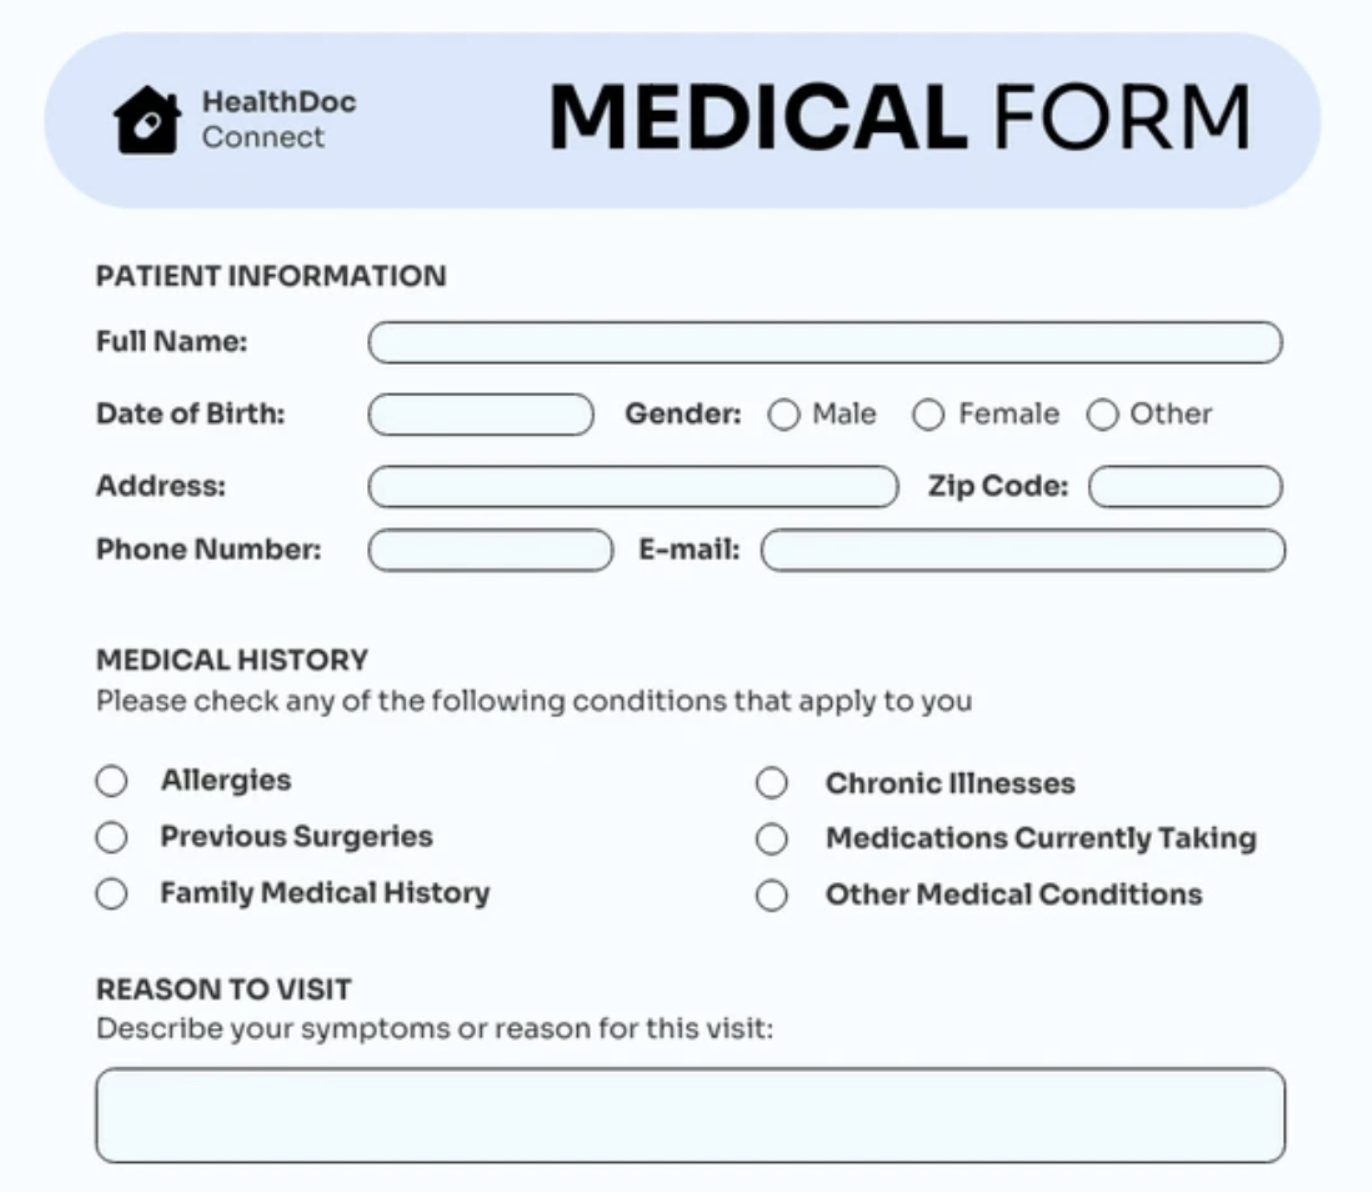 HealthDoc
Connect
MEDICAL FORM
PATIENT INFORMATION
Full Name:
Date of Birth: Gender: Male Female Other
Address: Zip Code:
Phone Number: E-mail:
MEDICAL HISTORY
Please check any of the following conditions that apply to you
Allergies Chronic Illnesses
Previous Surgeries Medications Currently Taking
Family Medical History Other Medical Conditions
REASON TO VISIT
Describe your symptoms or reason for this visit: